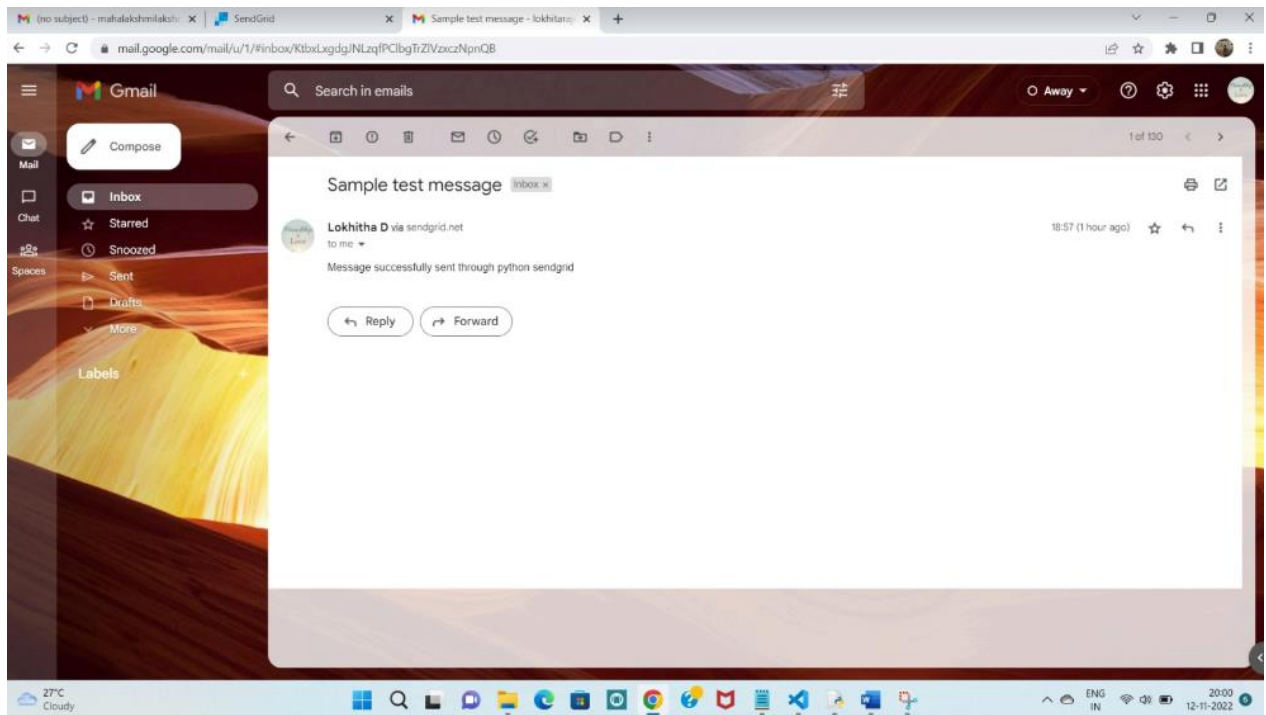 (no subject) - mahalakshmilaksh
SendGrid
Sample test message - lokhitaraj
mail.google.com/mail/u/1/#inbox/
Gmail
Search in emails
Away
Mail
Compose
1 of 130
Sample test message Inbox x
Inbox
Chat
Starred
Lokhitha D via sendgrid.net
18:57 (1 hour ago)
to me
Snoozed
Spaces
Message successfully sent through python sendgrid
Sent
Drafts
Reply
Forward
More
Labels
27°C
Cloudy
ENG
IN
20:00
12-11-2022
6